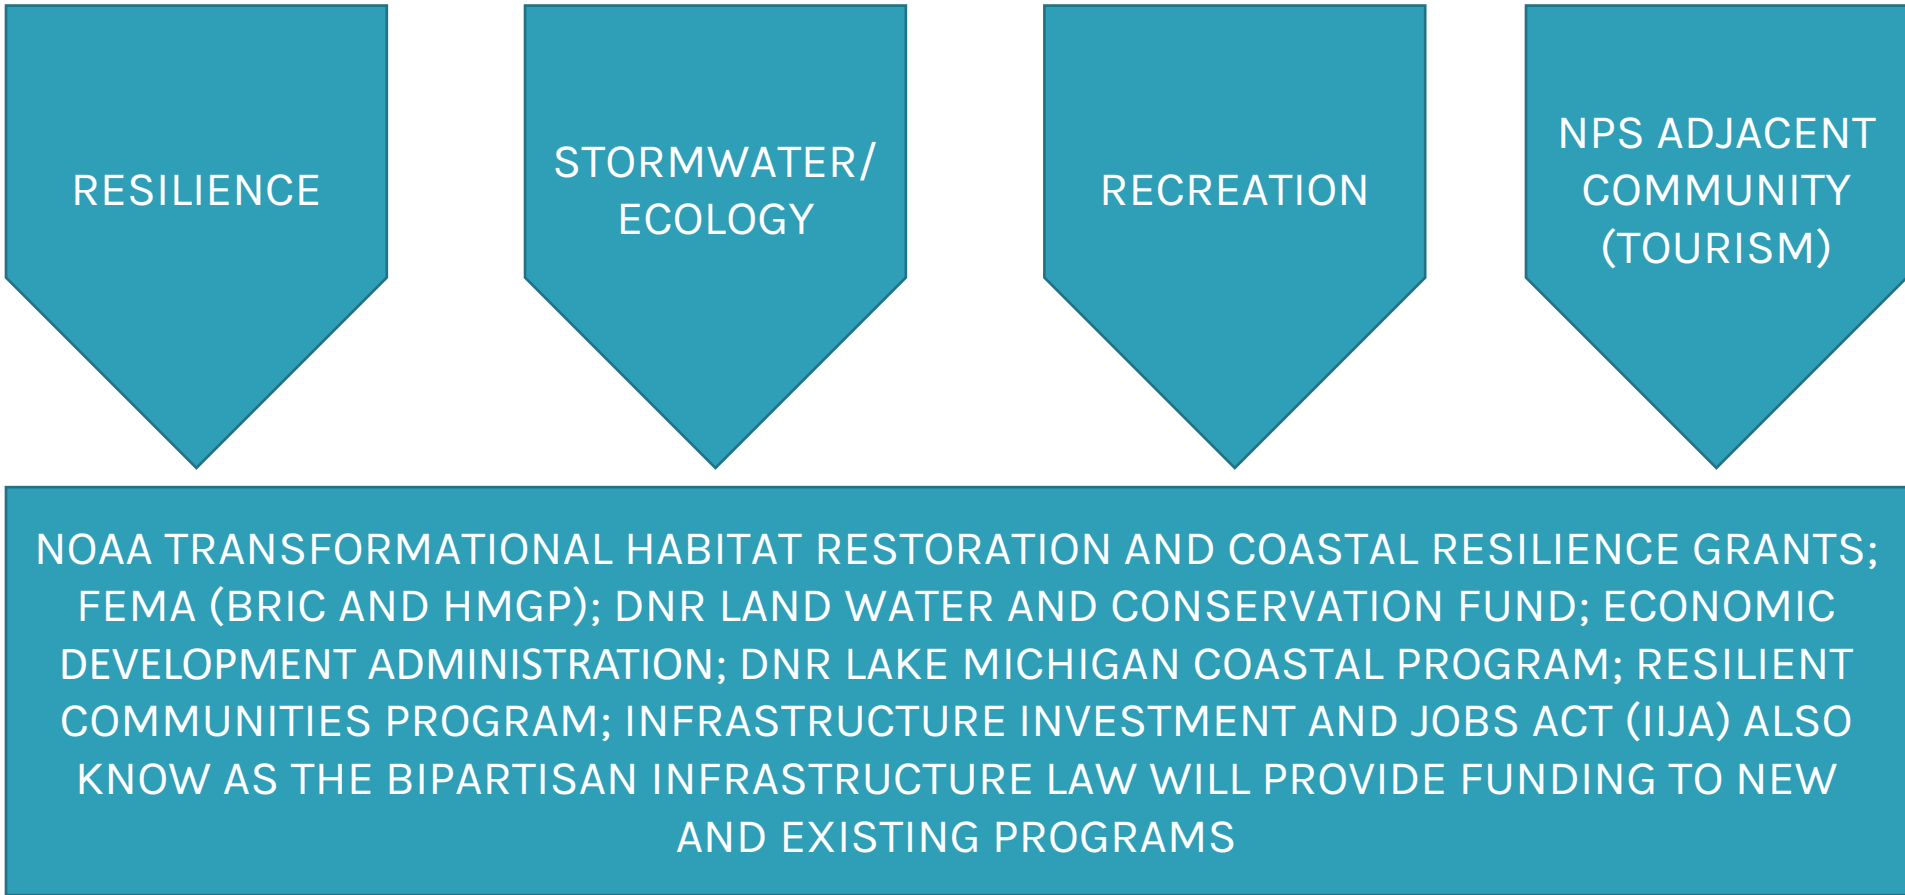 RESILIENCE
STORMWATER/
ECOLOGY
RECREATION
NPS ADJACENT
COMMUNITY
(TOURISM)
NOAA TRANSFORMATIONAL HABITAT RESTORATION AND COASTAL RESILIENCE GRANTS;
FEMA (BRIC AND HMGP); DNR LAND WATER AND CONSERVATION FUND; ECONOMIC
DEVELOPMENT ADMINISTRATION; DNR LAKE MICHIGAN COASTAL PROGRAM; RESILIENT
COMMUNITIES PROGRAM; INFRASTRUCTURE INVESTMENT AND JOBS ACT (IIJA) ALSO
KNOW AS THE BIPARTISAN INFRASTRUCTURE LAW WILL PROVIDE FUNDING TO NEW
AND EXISTING PROGRAMS